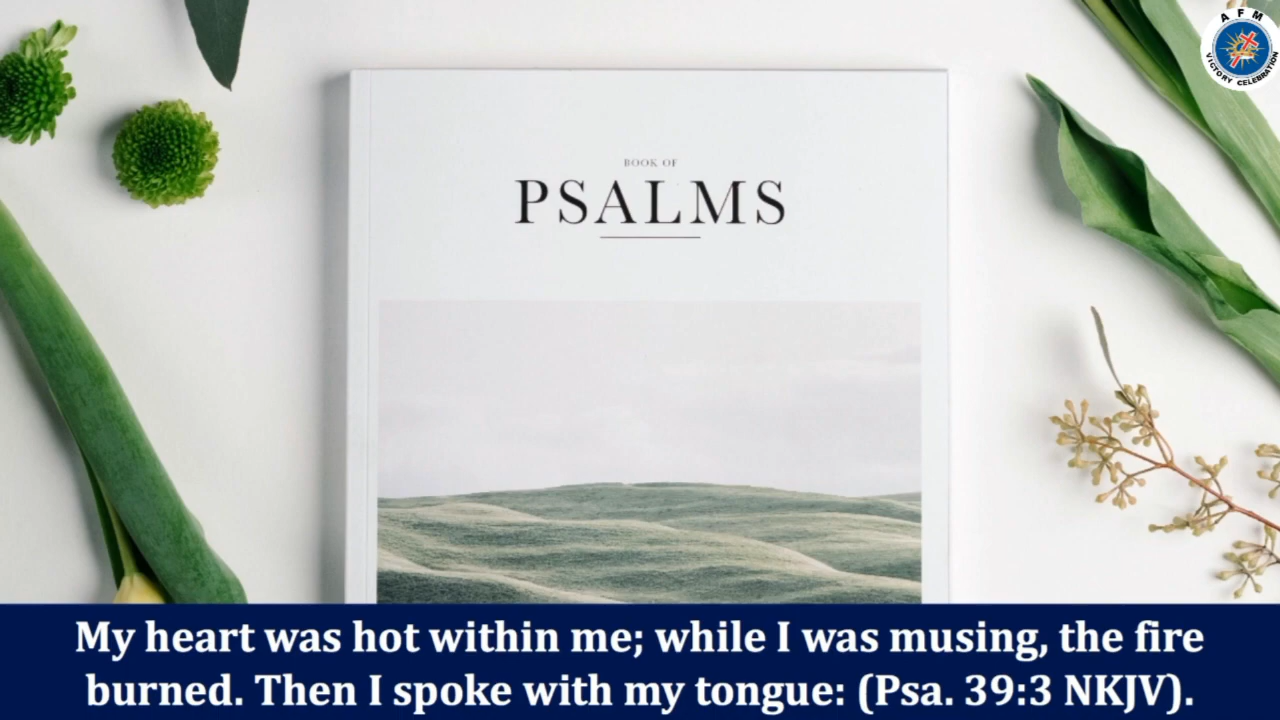 AFM
VICTORY CELEBRATION
BOOK OF
PSALMS
My heart was hot within me; while I was musing, the fire
burned. Then I spoke with my tongue: (Psa. 39:3 NKJV).